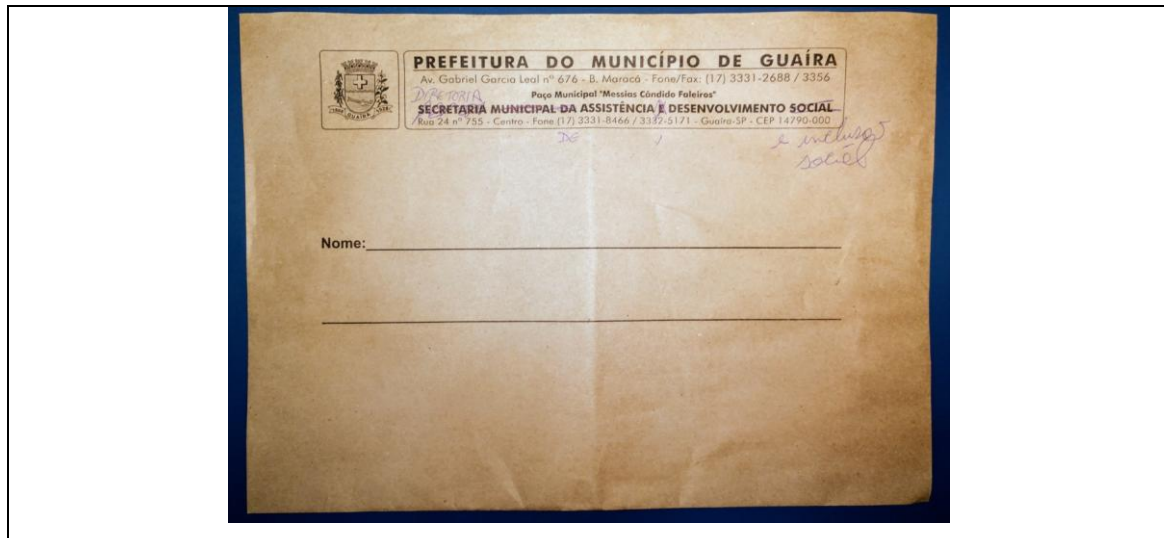 PREFEITURA DO MUNICÍPIO DE GUAÍRA
Av. Gabriel Garcia Leal nº 676 - B. Maracá - Fone/Fax: (17) 3331-2688 / 3356
Paço Municipal "Messias Cândido Faleiros"
DIRETORIA
SECRETARIA MUNICIPAL DA ASSISTÊNCIA E DESENVOLVIMENTO SOCIAL
Rua 24 nº 755 - Centro - Fone (17) 3331-8466 / 3332-5171 - Guaíra-SP - CEP 14790-000
DE , e inclusão
social
GUAÍRA
Nome: